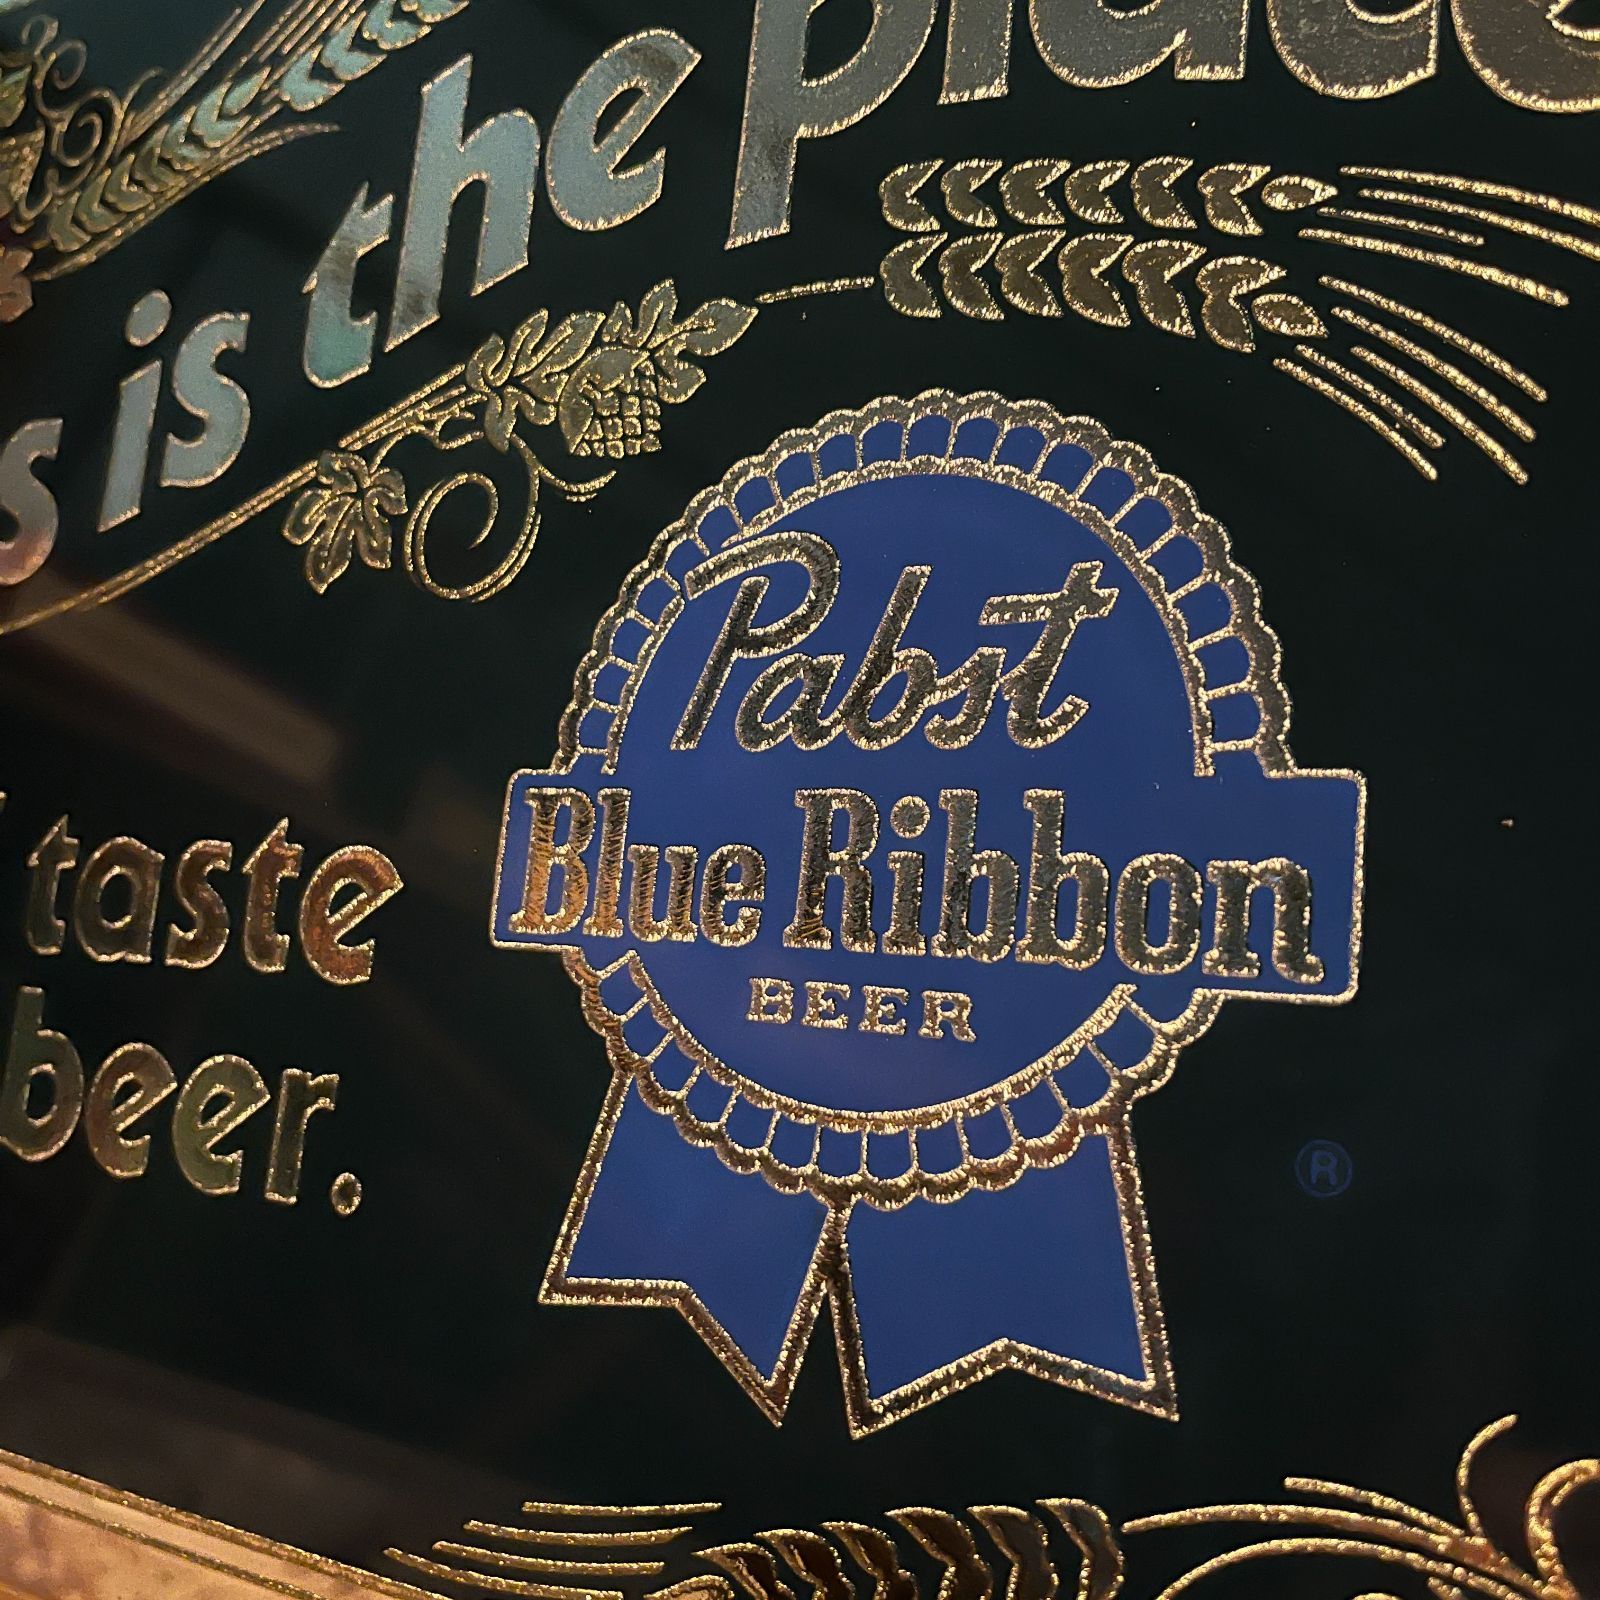 is the place
taste
beer.
Pabst
Blue Ribbon
BEER
®